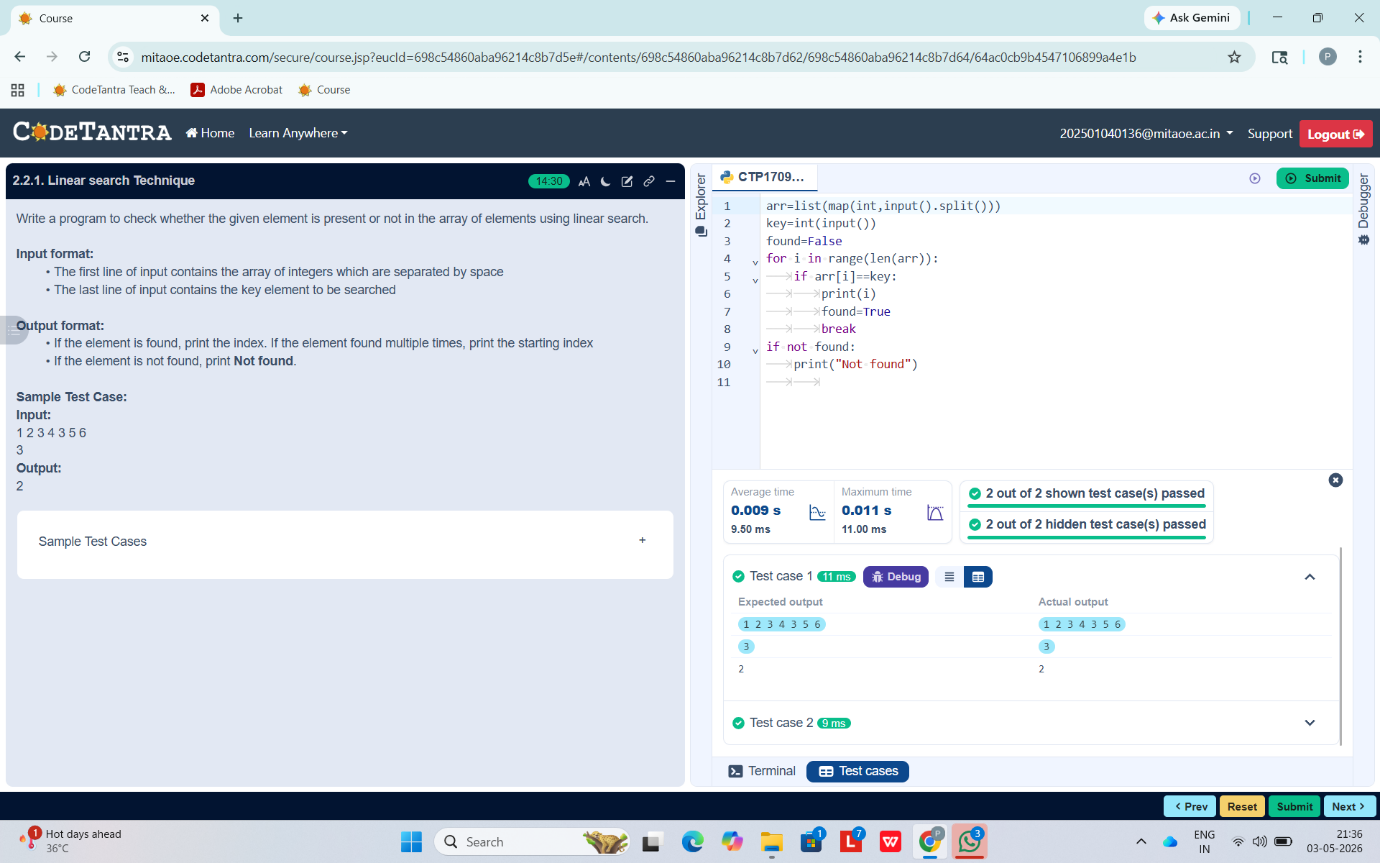 Course
Ask Gemini
mitaoe.codetantra.com/secure/course.jsp?eucId=698c54860aba96214c8b7d5e#/contents/698c54860aba96214c8b7d62/698c54860aba96214c8b7d64/64ac0cb9b4547106899a4e1b
P
CodeTantra Teach &...
Adobe Acrobat
Course
CODETANTRA
Home
Learn Anywhere
202501040136@mitaoe.ac.in
Support
Logout
2.2.1. Linear search Technique
14:30
AA
Write a program to check whether the given element is present or not in the array of elements using linear search.
Input format:
• The first line of input contains the array of integers which are separated by space
• The last line of input contains the key element to be searched
Output format:
• If the element is found, print the index. If the element found multiple times, print the starting index
• If the element is not found, print Not found.
Sample Test Case:
Input:
1 2 3 4 3 5 6
3
Output:
2
Sample Test Cases
+
Explorer
CTP1709...
Submit
Debugger
1 arr=list(map(int,input().split()))
2 key=int(input())
3 found=False
4 for i in range(len(arr)):
5 if arr[i]==key:
6 print(i)
7 found=True
8 break
9 if not found:
10 print("Not found")
11
Average time
0.009 s
9.50 ms
Maximum time
0.011 s
11.00 ms
2 out of 2 shown test case(s) passed
2 out of 2 hidden test case(s) passed
Test case 1 11 ms
Debug
Expected output Actual output
1 2 3 4 3 5 6 1 2 3 4 3 5 6
3 3
2 2
Test case 2 9 ms
Terminal
Test cases
< Prev
Reset
Submit
Next >
1
Hot days ahead
36°C
Search
1
L
7
W
P
3
ENG
IN
21:36
03-05-2026